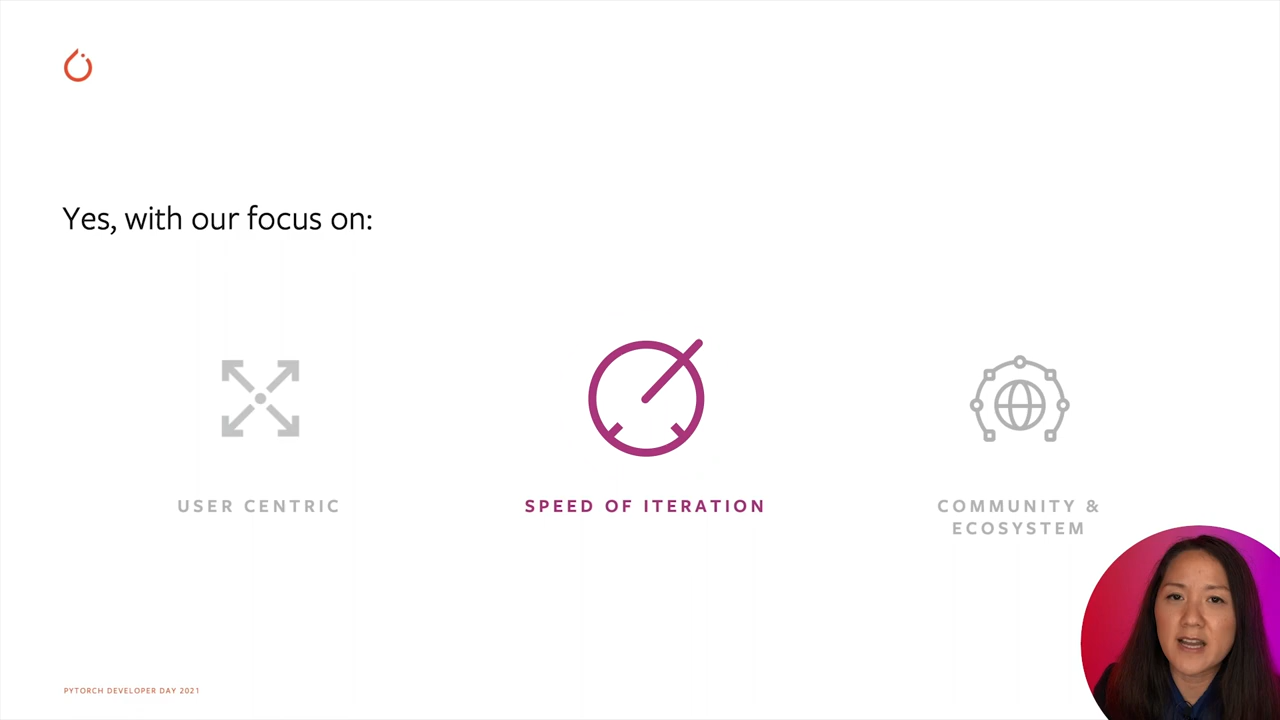 Yes, with our focus on:
USER CENTRIC
SPEED OF ITERATION
COMMUNITY &
ECOSYSTEM
PYTORCH DEVELOPER DAY 2021